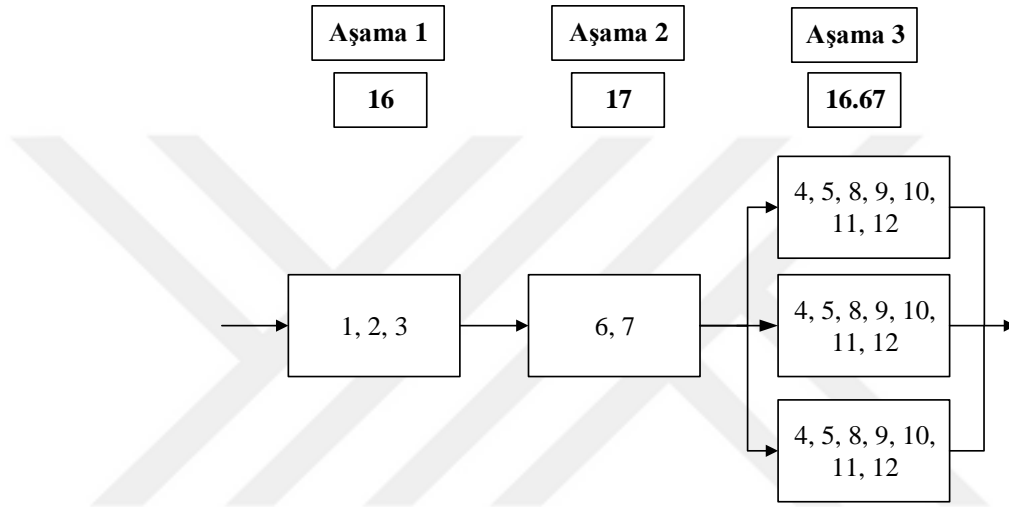 Aşama 1
Aşama 2
Aşama 3
16
17
16.67
1, 2, 3
6, 7
4, 5, 8, 9, 10,
11, 12
4, 5, 8, 9, 10,
11, 12
4, 5, 8, 9, 10,
11, 12